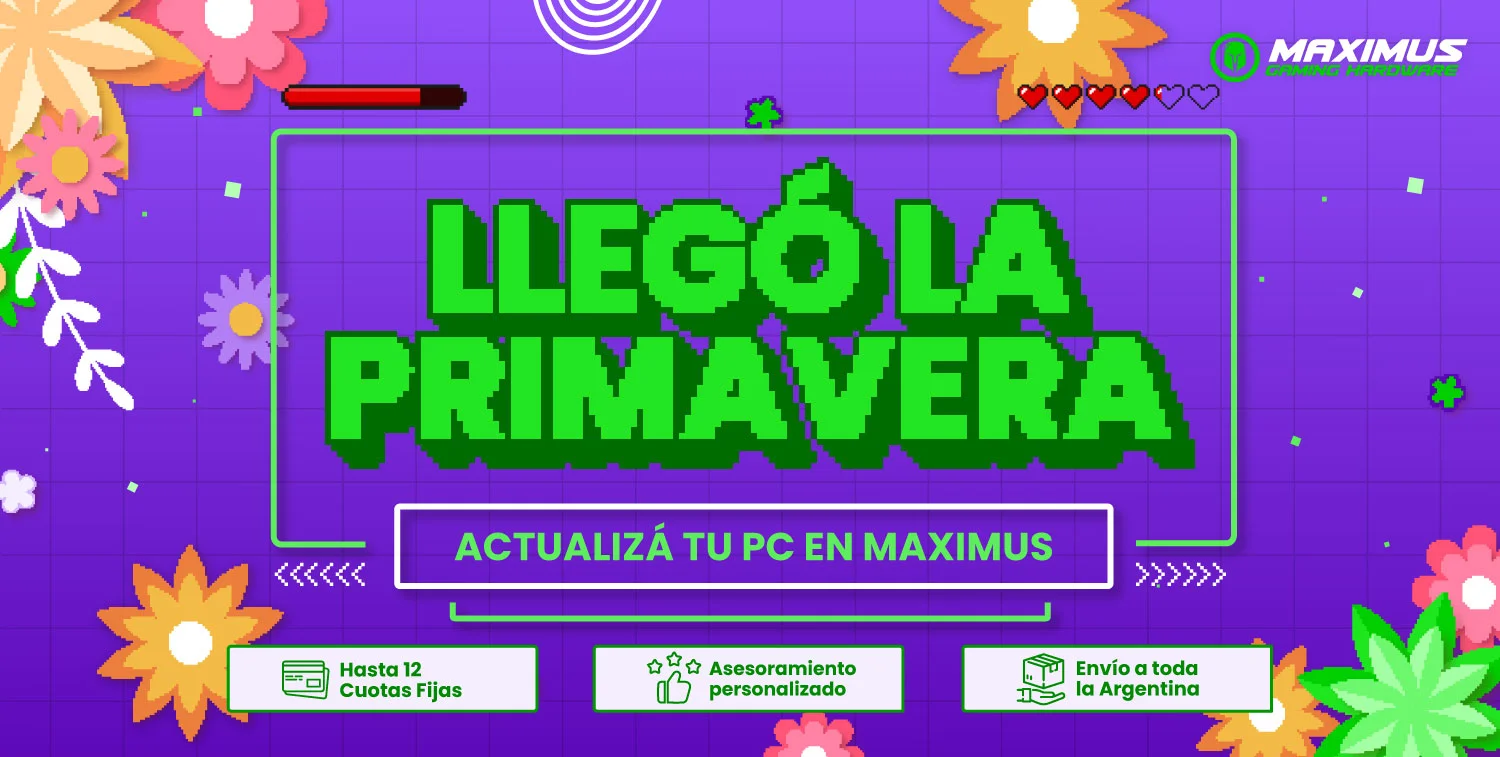 MAXIMUS
GAMING HARDWARE
LLEGÓ LA
PRIMAVERA
ACTUALIZÁ TU PC EN MAXIMUS
Hasta 12
Cuotas Fijas
Asesoramiento
personalizado
Envío a toda
la Argentina